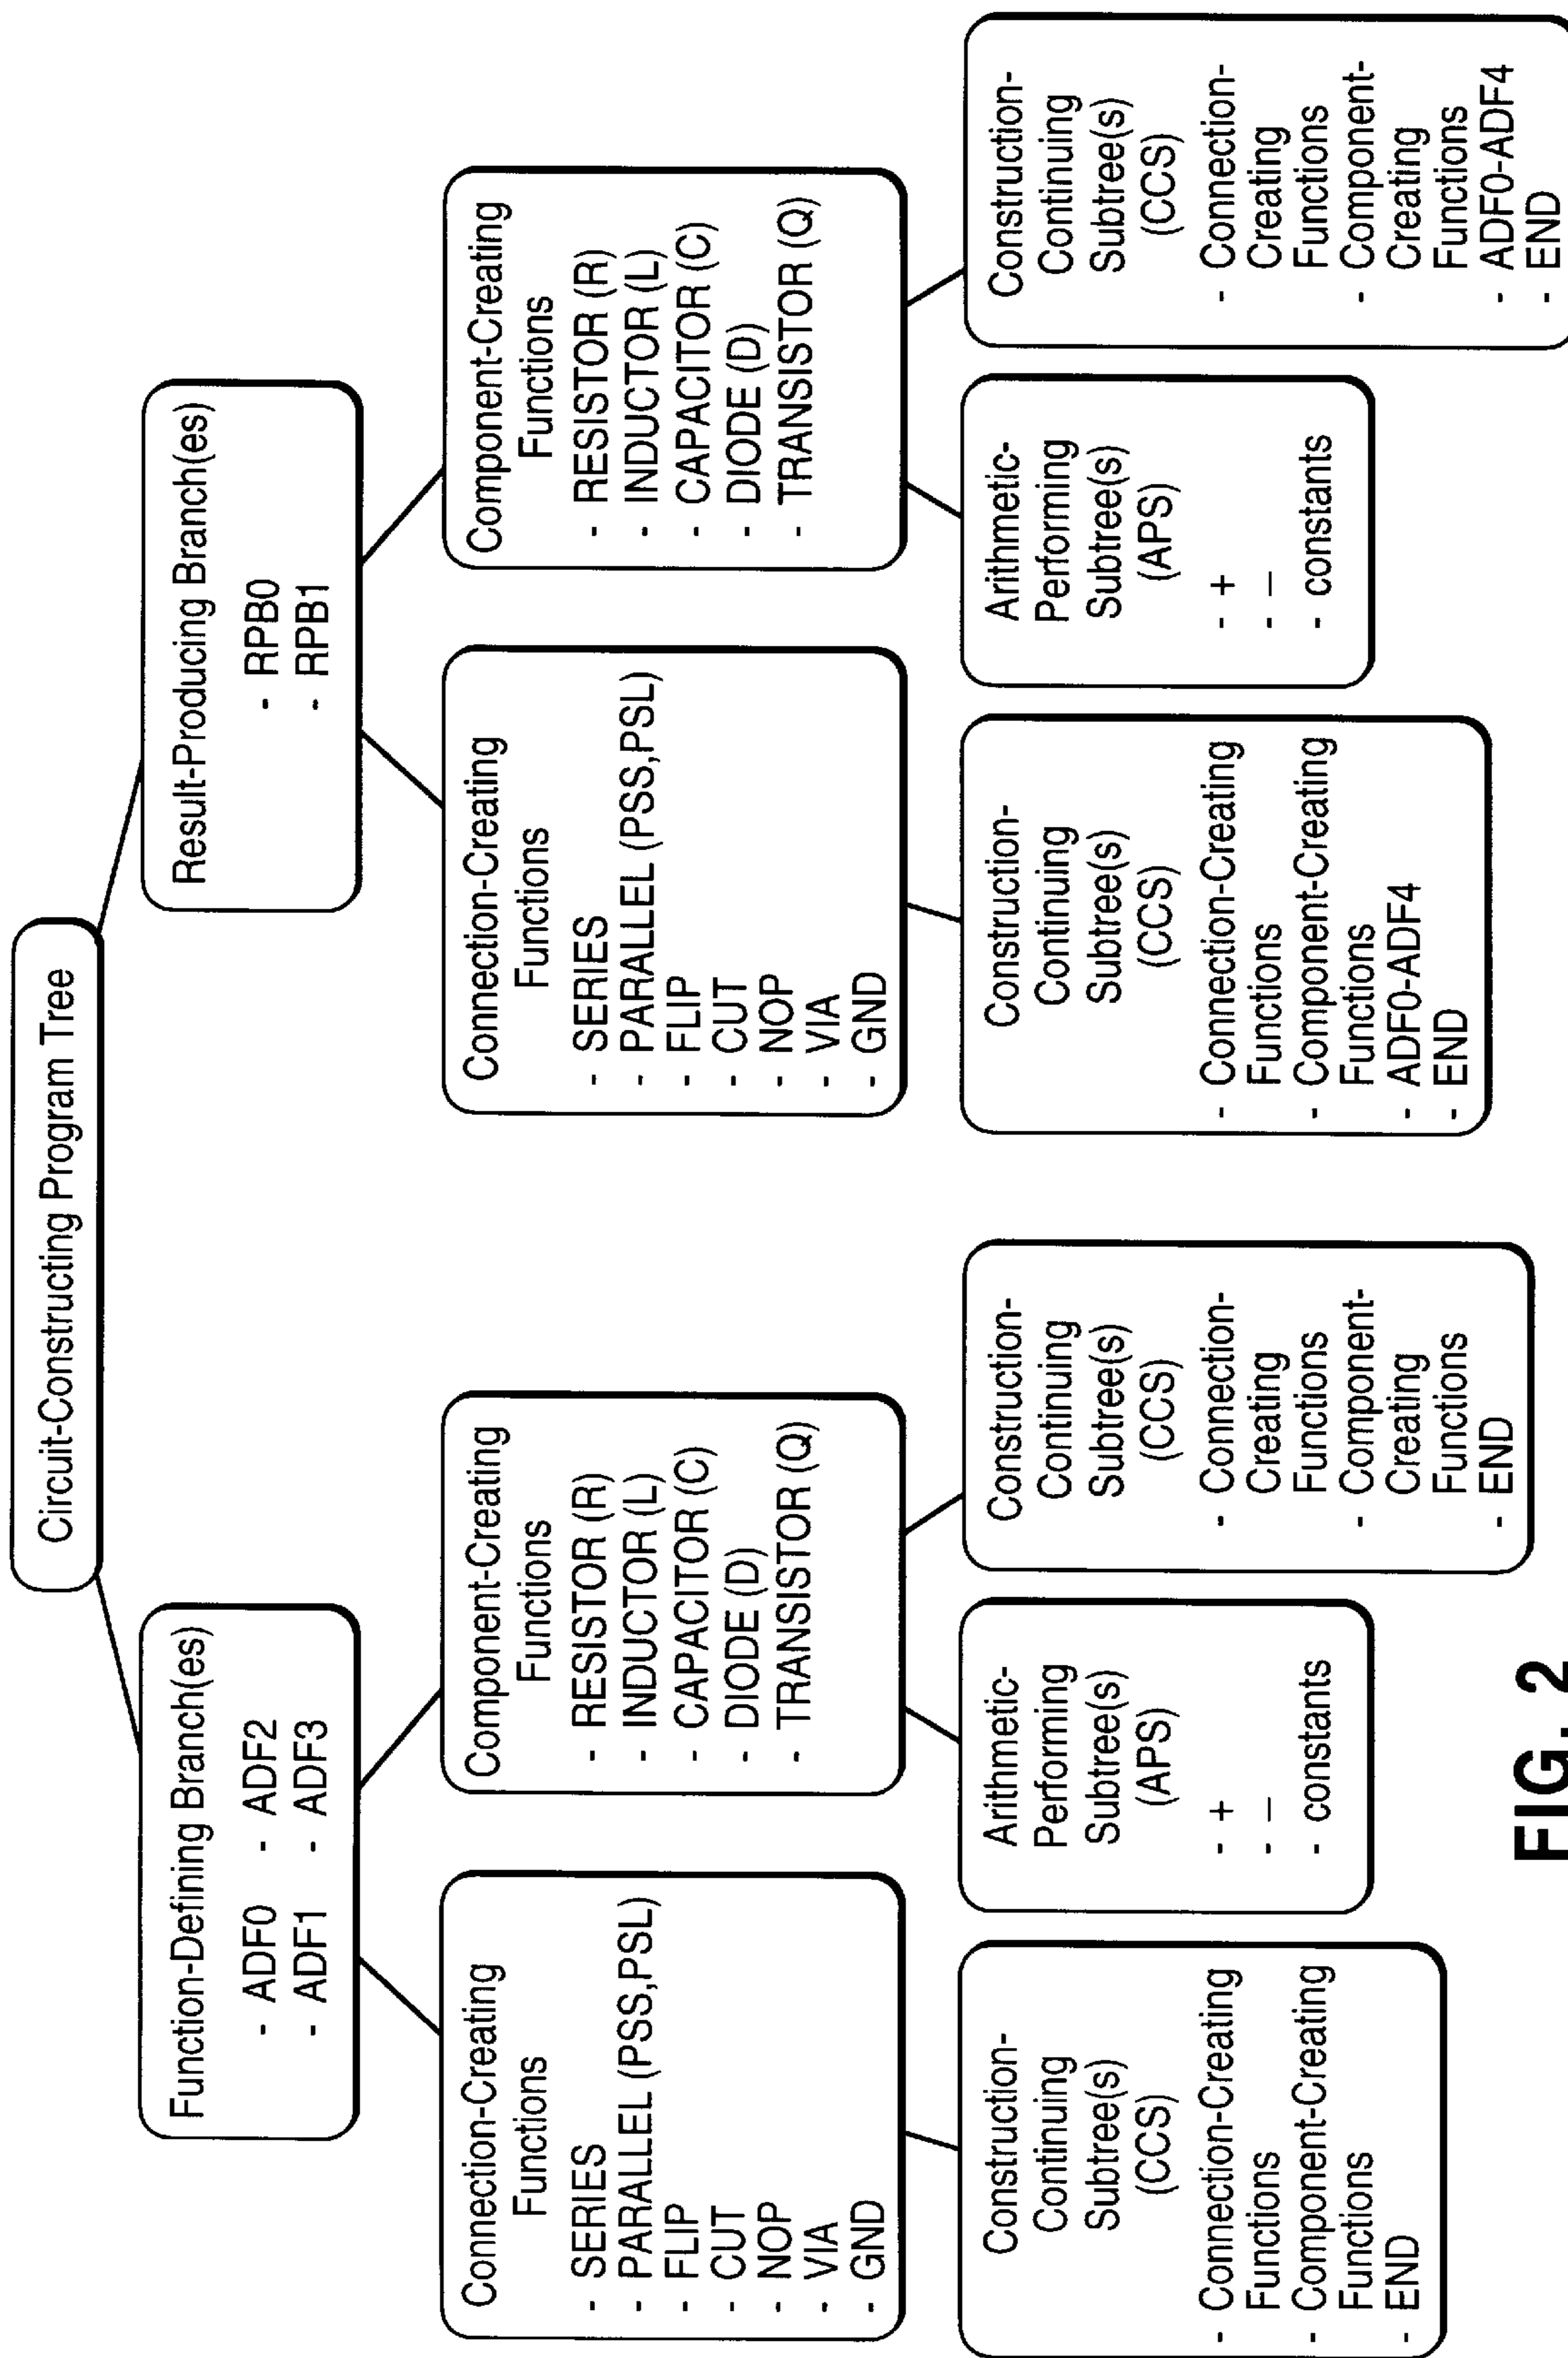 Circuit-Constructing Program Tree
Function-Defining Branch(es)
- ADF0 - ADF2
- ADF1 - ADF3
Result-Producing Branch(es)
- RPB0
- RPB1
Connection-Creating
Functions
- SERIES
- PARALLEL (PSS,PSL)
- FLIP
- CUT
- NOP
- VIA
- GND
Component-Creating
Functions
- RESISTOR (R)
- INDUCTOR (L)
- CAPACITOR (C)
- DIODE (D)
- TRANSISTOR (Q)
Connection-Creating
Functions
- SERIES
- PARALLEL (PSS,PSL)
- FLIP
- CUT
- NOP
- VIA
- GND
Component-Creating
Functions
- RESISTOR (R)
- INDUCTOR (L)
- CAPACITOR (C)
- DIODE (D)
- TRANSISTOR (Q)
Construction-
Continuing
Subtree(s)
(CCS)
- Connection-Creating
Functions
- Component-Creating
Functions
- END
Arithmetic-
Performing
Subtree(s)
(APS)
- +
- –
- constants
Construction-
Continuing
Subtree(s)
(CCS)
- Connection-
Creating
Functions
- Component-
Creating
Functions
- END
Construction-
Continuing
Subtree(s)
(CCS)
- Connection-Creating
Functions
- Component-Creating
Functions
- ADF0-ADF4
- END
Arithmetic-
Performing
Subtree(s)
(APS)
- +
- –
- constants
Construction-
Continuing
Subtree(s)
(CCS)
- Connection-
Creating
Functions
- Component-
Creating
Functions
- ADF0-ADF4
- END
FIG. 2